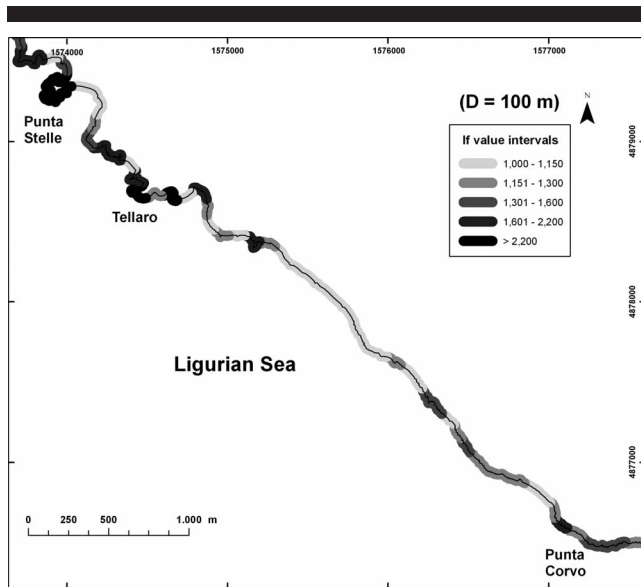 1574000
1575000
1576000
1577000
Punta
Stelle
Tellaro
(D = 100 m)
N
If value intervals
1,000 - 1,150
1,151 - 1,300
1,301 - 1,600
1,601 - 2,200
> 2,200
4879000
4878000
4877000
Ligurian Sea
0 250 500 1.000 m
Punta
Corvo